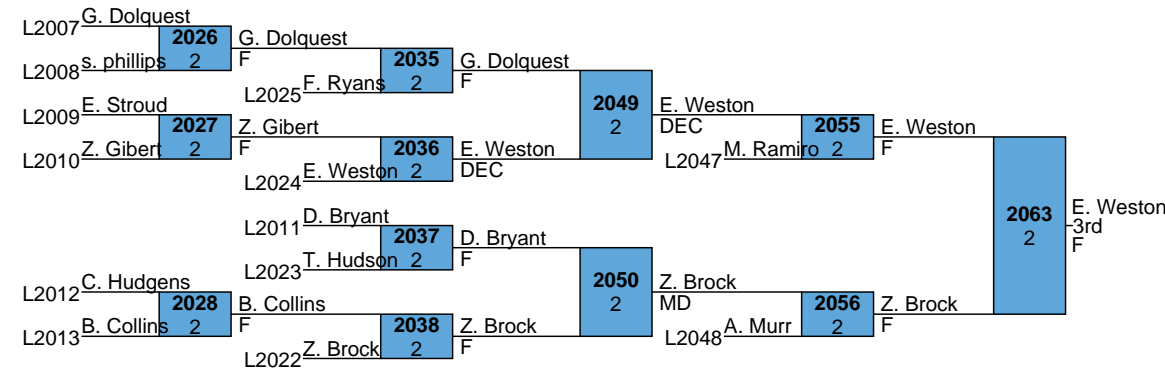 L2007 G. Dolquest
2026
2
L2008 s. phillips
G. Dolquest
F
2035
2
L2025 F. Ryans
G. Dolquest
F
L2009 E. Stroud
2027
2
L2010 Z. Gibert
Z. Gibert
F
2036
2
L2024 E. Weston
E. Weston
DEC
2049
2
E. Weston
DEC
2055
2
L2047 M. Ramiro
E. Weston
F
L2011 D. Bryant
2037
2
L2023 T. Hudson
D. Bryant
F
L2012 C. Hudgens
2028
2
L2013 B. Collins
B. Collins
F
2038
2
L2022 Z. Brock
Z. Brock
F
2050
2
Z. Brock
MD
2056
2
L2048 A. Murr
Z. Brock
F
2063
2
E. Weston
3rd
F